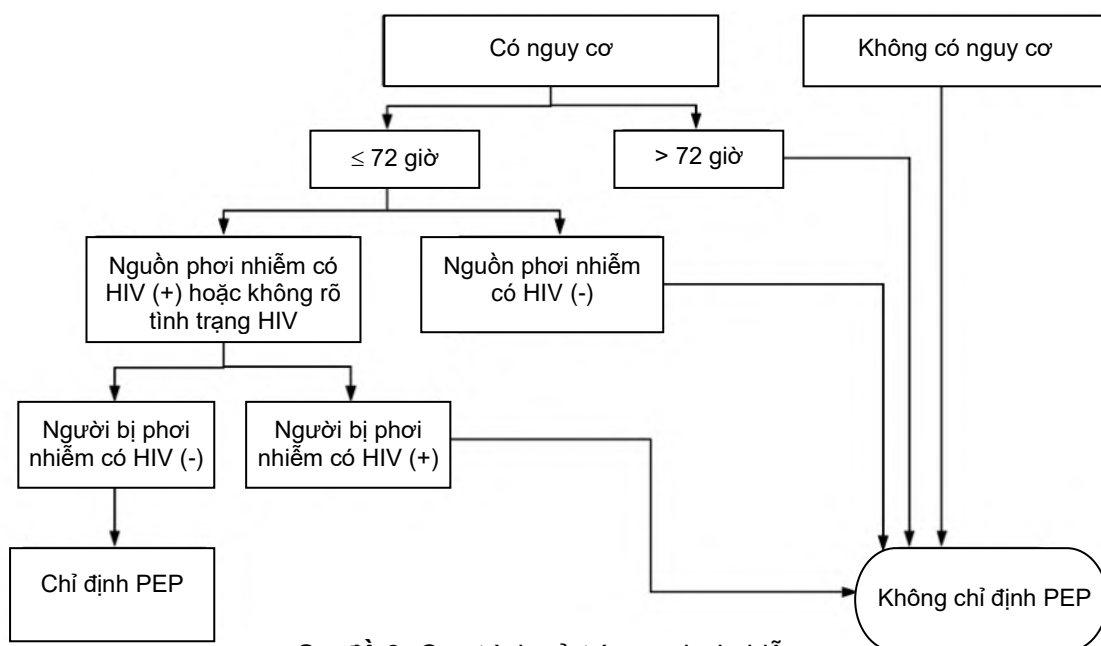 Có nguy cơ
Không có nguy cơ
≤ 72 giờ
> 72 giờ
Nguồn phơi nhiễm có
HIV (+) hoặc không rõ
tình trạng HIV
Nguồn phơi nhiễm
có HIV (-)
Người bị phơi
nhiễm có HIV (-)
Người bị phơi
nhiễm có HIV (+)
Chỉ định PEP
Không chỉ định PEP